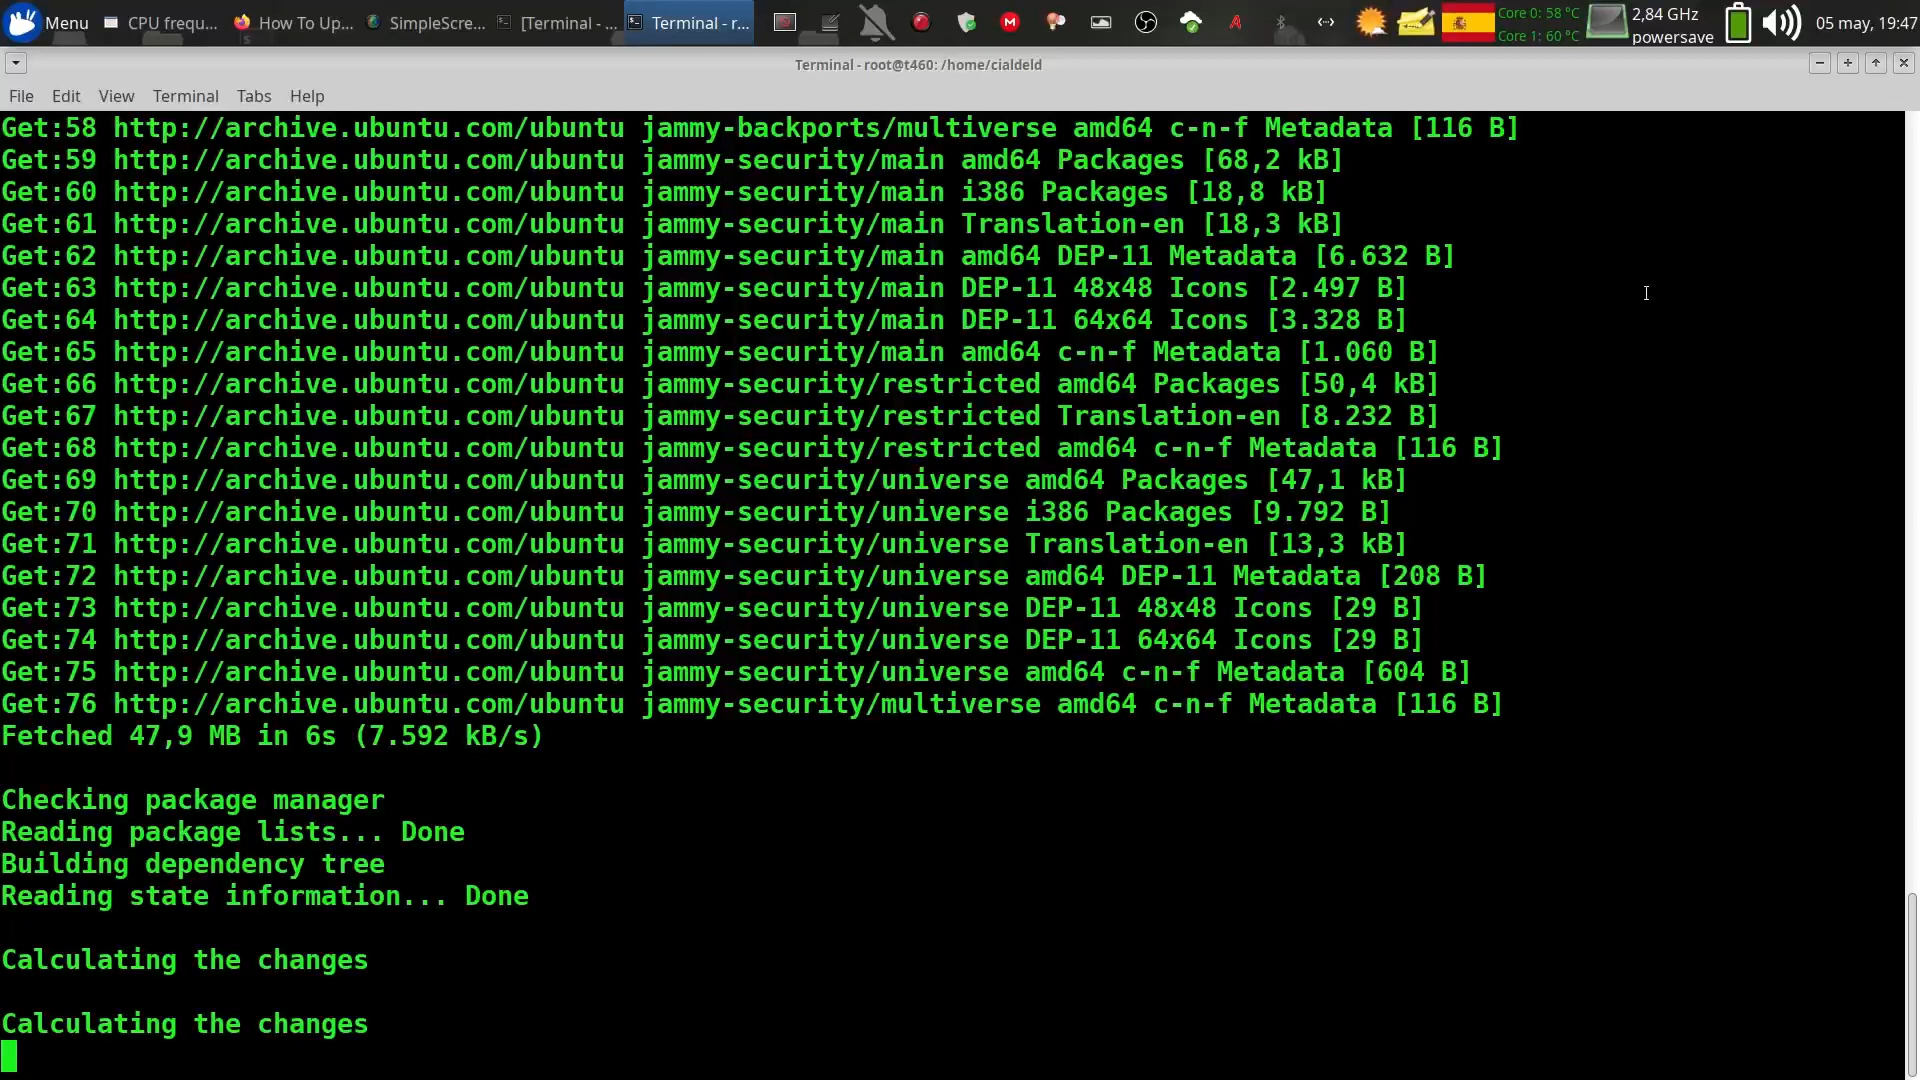 Menu CPU frequ... How To Up... SimpleScre... [Terminal - ... Terminal - r... Core 0: 58 °C 2,84 GHz 05 may, 19:47
Core 1: 60 °C powersave
Terminal - root@t460: /home/cialdeld
File Edit View Terminal Tabs Help
Get:58 http://archive.ubuntu.com/ubuntu jammy-backports/multiverse amd64 c-n-f Metadata [116 B]
Get:59 http://archive.ubuntu.com/ubuntu jammy-security/main amd64 Packages [68,2 kB]
Get:60 http://archive.ubuntu.com/ubuntu jammy-security/main i386 Packages [18,8 kB]
Get:61 http://archive.ubuntu.com/ubuntu jammy-security/main Translation-en [18,3 kB]
Get:62 http://archive.ubuntu.com/ubuntu jammy-security/main amd64 DEP-11 Metadata [6.632 B]
Get:63 http://archive.ubuntu.com/ubuntu jammy-security/main DEP-11 48x48 Icons [2.497 B]
Get:64 http://archive.ubuntu.com/ubuntu jammy-security/main DEP-11 64x64 Icons [3.328 B]
Get:65 http://archive.ubuntu.com/ubuntu jammy-security/main amd64 c-n-f Metadata [1.060 B]
Get:66 http://archive.ubuntu.com/ubuntu jammy-security/restricted amd64 Packages [50,4 kB]
Get:67 http://archive.ubuntu.com/ubuntu jammy-security/restricted Translation-en [8.232 B]
Get:68 http://archive.ubuntu.com/ubuntu jammy-security/restricted amd64 c-n-f Metadata [116 B]
Get:69 http://archive.ubuntu.com/ubuntu jammy-security/universe amd64 Packages [47,1 kB]
Get:70 http://archive.ubuntu.com/ubuntu jammy-security/universe i386 Packages [9.792 B]
Get:71 http://archive.ubuntu.com/ubuntu jammy-security/universe Translation-en [13,3 kB]
Get:72 http://archive.ubuntu.com/ubuntu jammy-security/universe amd64 DEP-11 Metadata [208 B]
Get:73 http://archive.ubuntu.com/ubuntu jammy-security/universe DEP-11 48x48 Icons [29 B]
Get:74 http://archive.ubuntu.com/ubuntu jammy-security/universe DEP-11 64x64 Icons [29 B]
Get:75 http://archive.ubuntu.com/ubuntu jammy-security/universe amd64 c-n-f Metadata [604 B]
Get:76 http://archive.ubuntu.com/ubuntu jammy-security/multiverse amd64 c-n-f Metadata [116 B]
Fetched 47,9 MB in 6s (7.592 kB/s)
Checking package manager
Reading package lists... Done
Building dependency tree
Reading state information... Done
Calculating the changes
Calculating the changes